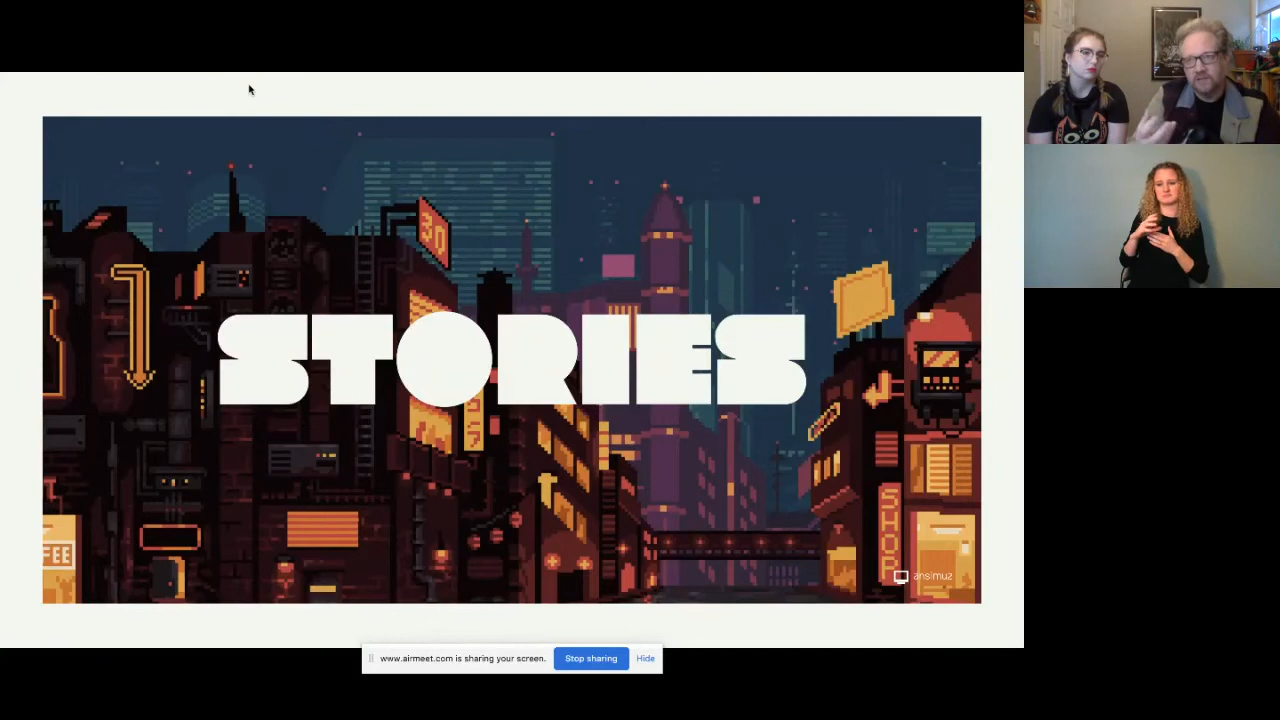 30
STORIES
FEE
SHOP
ansimuz
www.airmeet.com is sharing your screen.
Stop sharing
Hide